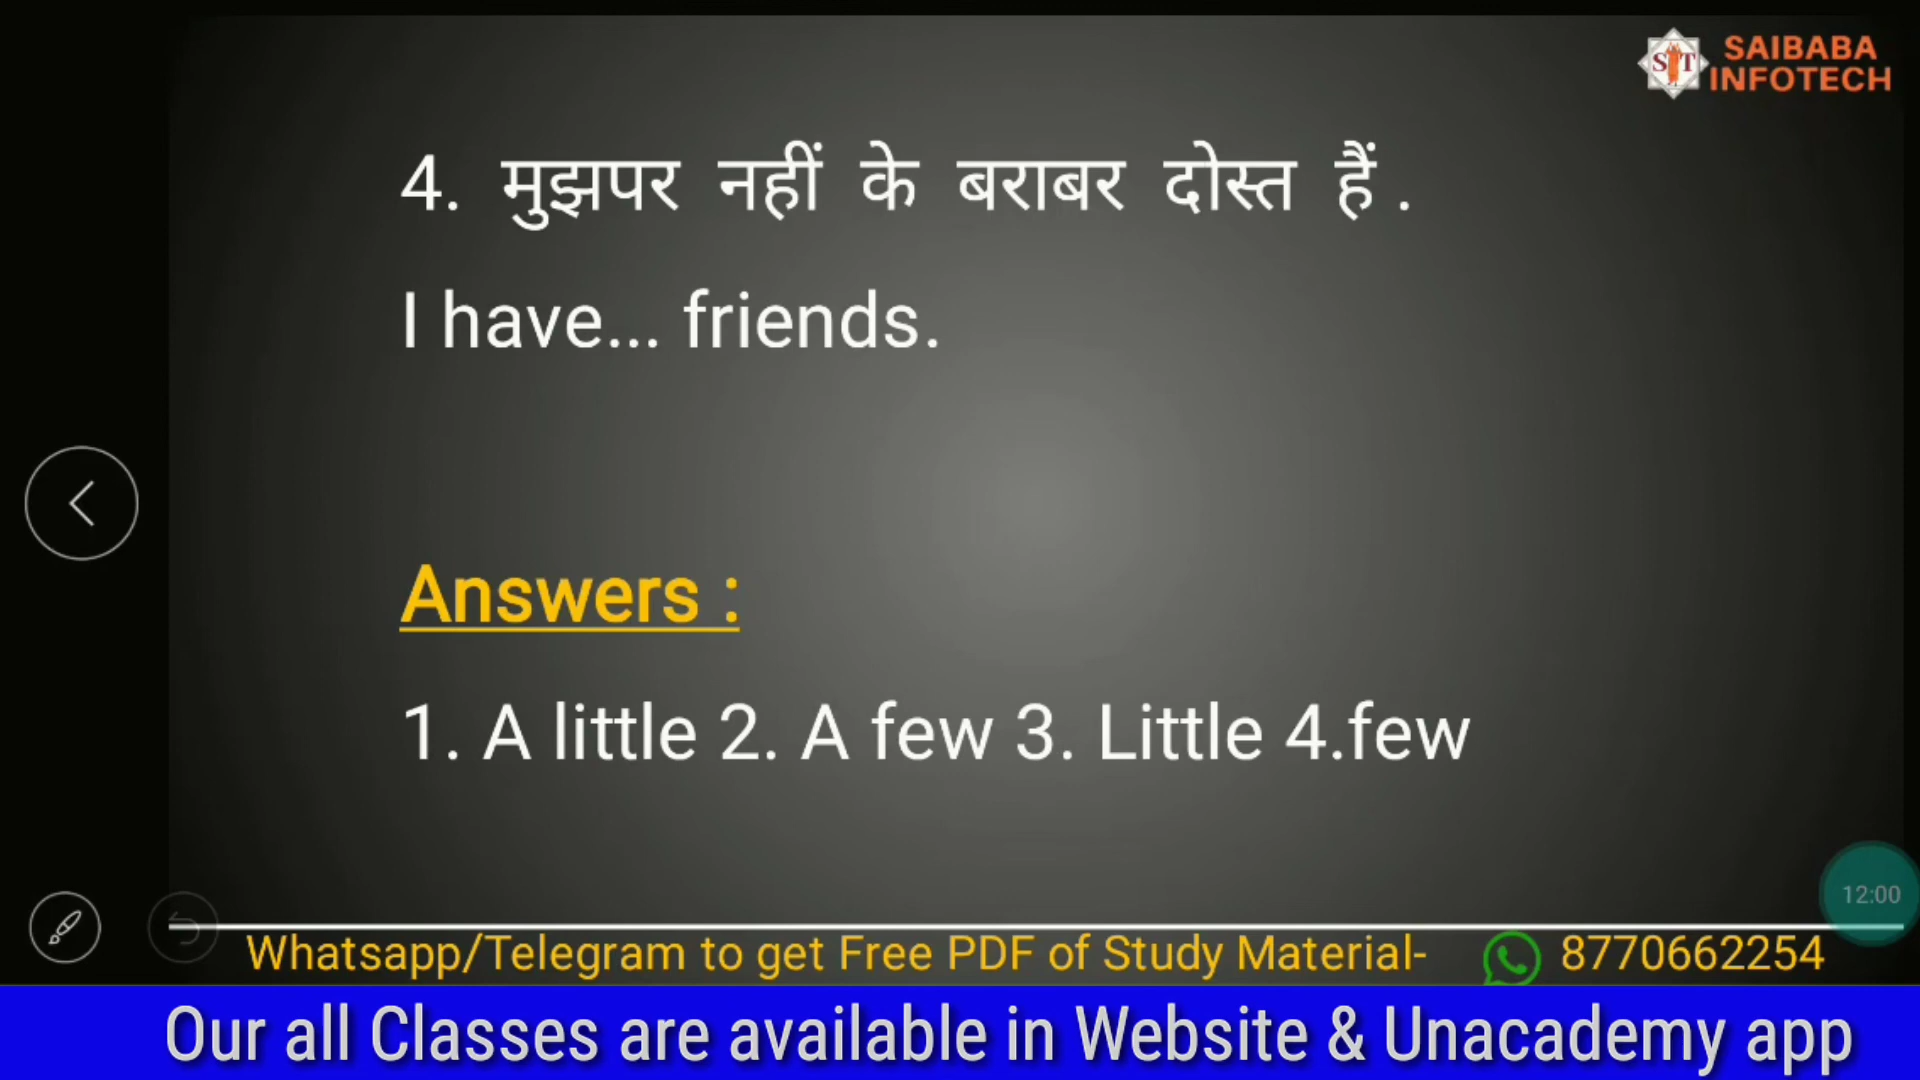 SAIBABA
INFOTECH
SIT
4. मुझपर नहीं के बराबर दोस्त हैं .
I have... friends.
Answers :
1. A little 2. A few 3. Little 4.few
12:00
Whatsapp/Telegram to get Free PDF of Study Material- 8770662254
Our all Classes are available in Website & Unacademy app